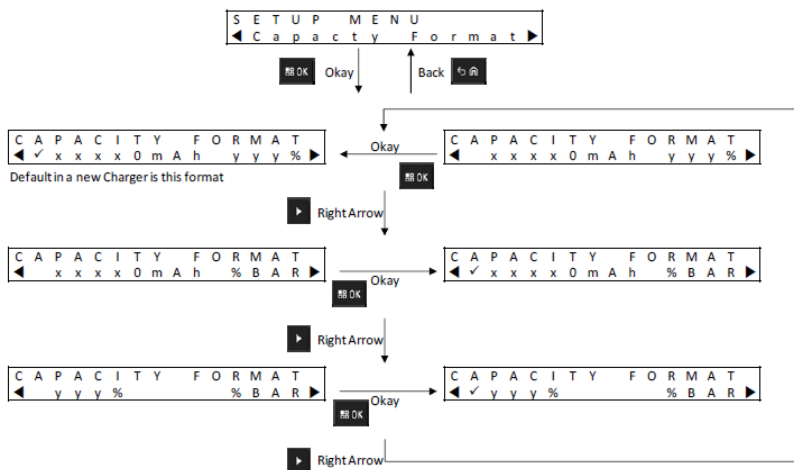 SETUP MENU
◀ Capacty Format ▶
OK Okay Back
Okay
CAPACITY FORMAT
◀ ✓ xxxx0mAh yyy% ▶
OK
CAPACITY FORMAT
◀ xxxx0mAh yyy% ▶
Default in a new Charger is this format
Right Arrow
CAPACITY FORMAT
◀ xxxx0mAh %BAR ▶
Okay
OK
CAPACITY FORMAT
◀ ✓ xxxx0mAh %BAR ▶
Right Arrow
CAPACITY FORMAT
◀ yyy% %BAR ▶
Okay
OK
CAPACITY FORMAT
◀ ✓ yyy% %BAR ▶
Right Arrow